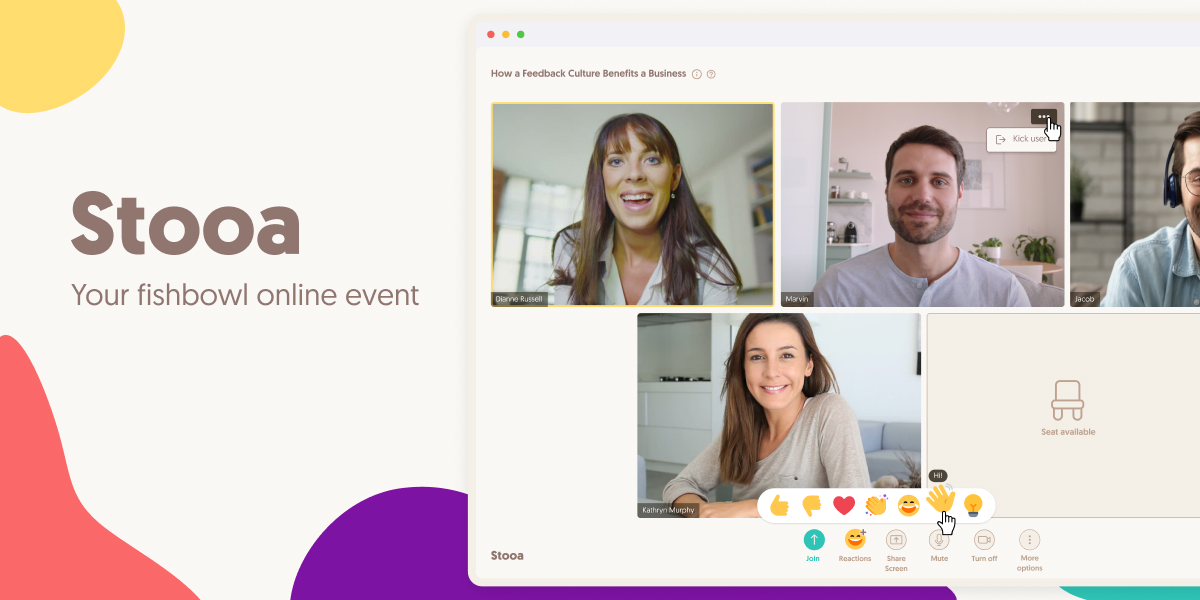 Stooa
Your fishbowl online event
How a Feedback Culture Benefits a Business
Kick user
Dianne Russell
Marvin
Jacob
Seat available
Kathryn Murphy
Hi!
Stooa
Join
Reactions
Share
Screen
Mute
Turn off
More
options